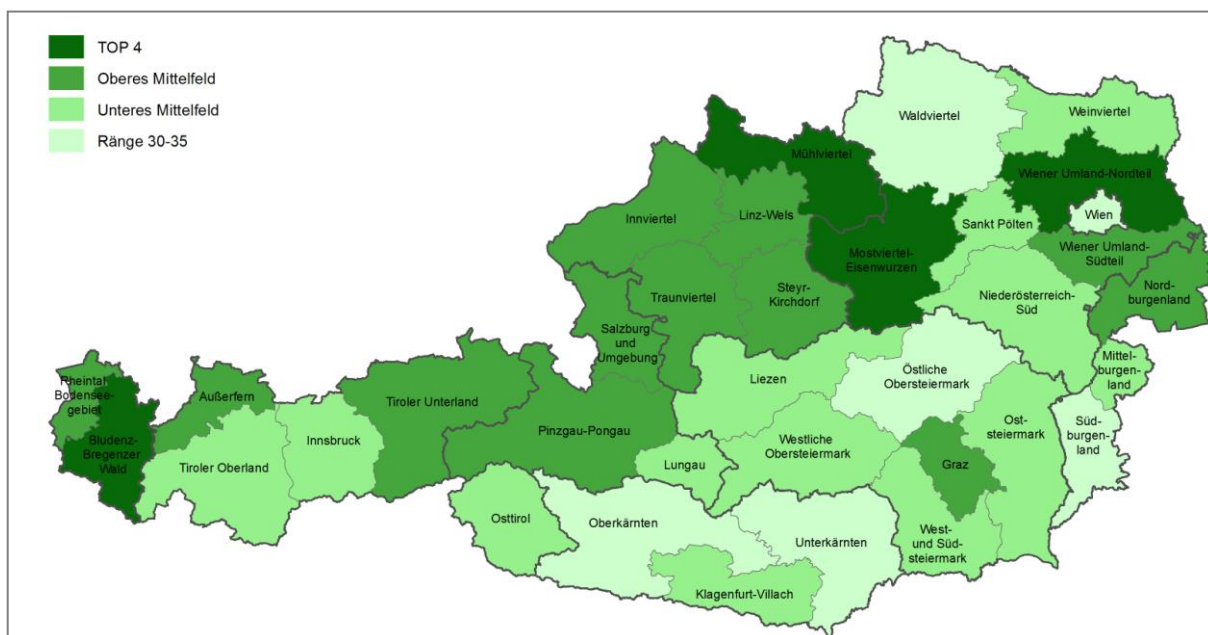 TOP 4
Oberes Mittelfeld
Unteres Mittelfeld
Ränge 30-35
Waldviertel
Weinviertel
Mühlviertel
Wiener Umland-Nordteil
Innviertel
Linz-Wels
Wien
Sankt Pölten
Mostviertel-
Eisenwurzen
Wiener Umland-
Südteil
Traunviertel
Steyr-
Kirchdorf
Niederösterreich-
Süd
Nord-
burgenland
Salzburg
und
Umgebung
Mittel-
burgen-
land
Rheintal
Bodensee-
gebiet
Außerfern
Tiroler Unterland
Liezen
Östliche
Obersteiermark
Bludenz-
Bregenzer
Wald
Innsbruck
Pinzgau-Pongau
Ost-
steiermark
Süd-
burgen-
land
Tiroler Oberland
Lungau
Westliche
Obersteiermark
Graz
Osttirol
Oberkärnten
Unterkärnten
West-
und Süd-
steiermark
Klagenfurt-Villach